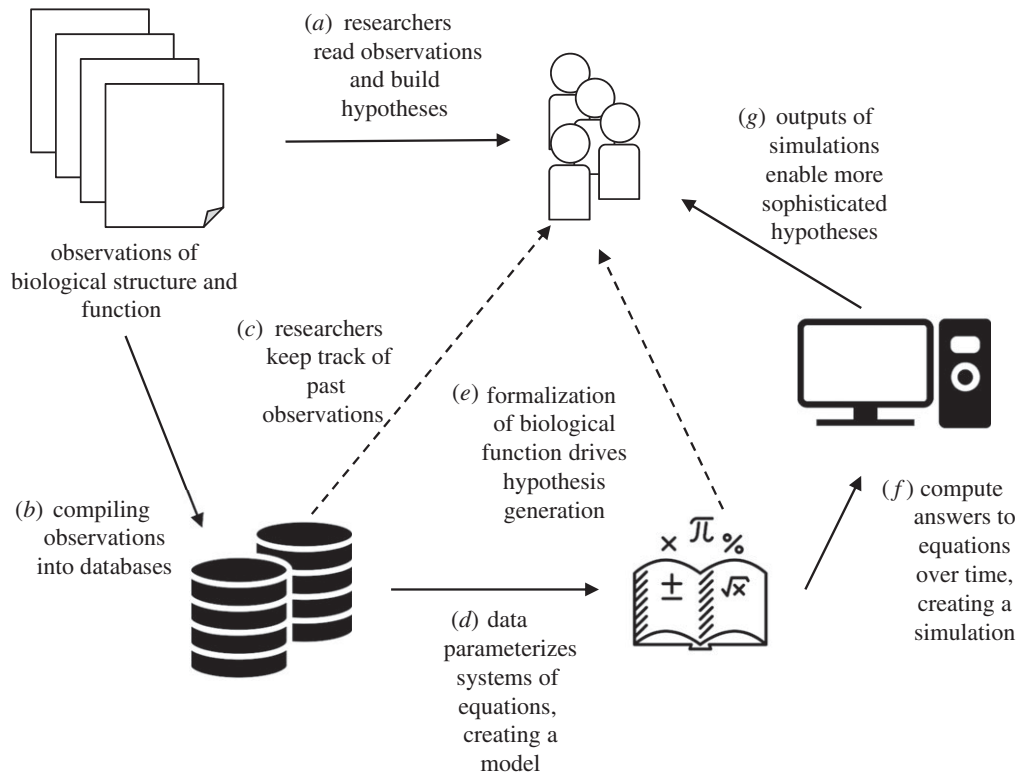 (a) researchers
read observations
and build
hypotheses
(g) outputs of
simulations
enable more
sophisticated
hypotheses
observations of
biological structure and
function
(c) researchers
keep track of
past
observations
(e) formalization
of biological
function drives
hypothesis
generation
(b) compiling
observations
into databases
(f) compute
answers to
equations
over time,
creating a
simulation
× π %
± √x
(d) data
parameterizes
systems of
equations,
creating a
model